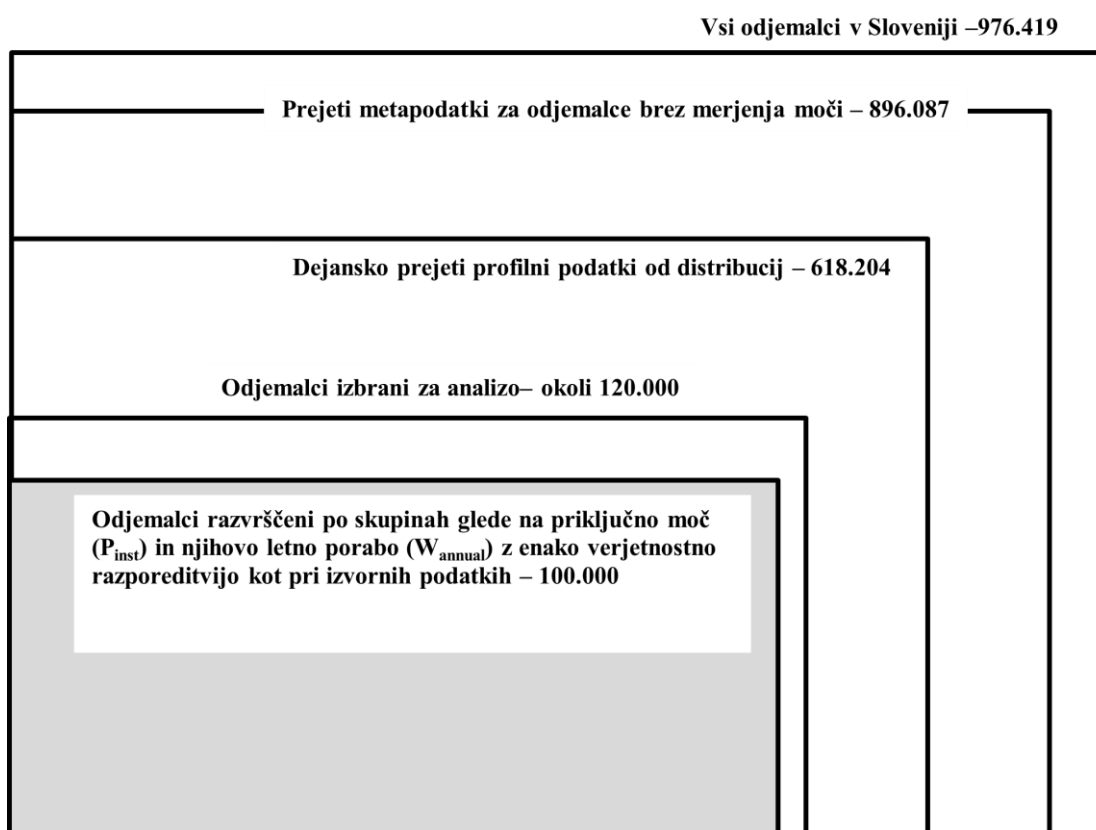 Vsi odjemalci v Sloveniji –976.419
Prejeti metapodatki za odjemalce brez merjenja moči – 896.087
Dejansko prejeti profilni podatki od distribucij – 618.204
Odjemalci izbrani za analizo– okoli 120.000
Odjemalci razvrščeni po skupinah glede na priključno moč
(Pinst) in njihovo letno porabo (Wannual) z enako verjetnostno
razporeditvijo kot pri izvornih podatkih – 100.000